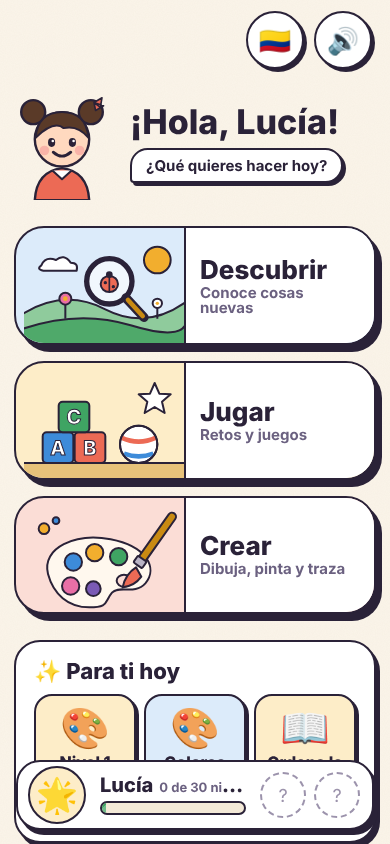 ¡Hola, Lucía!
¿Qué quieres hacer hoy?
Descubrir
Conoce cosas
nuevas
C
A B
Jugar
Retos y juegos
Crear
Dibuja, pinta y traza
✨ Para ti hoy
Lucía 0 de 30 ni...
? ?